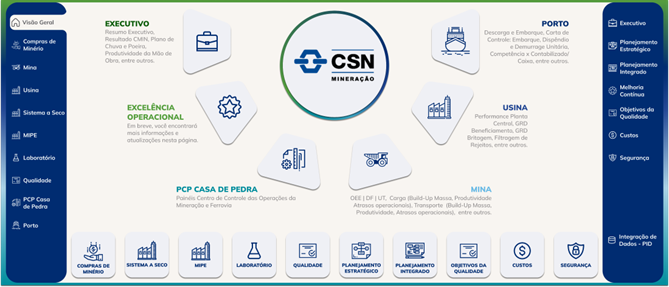 Visão Geral
Compras de
Minério
Mina
Usina
Sistema a Seco
MIPE
Laboratório
Qualidade
PCP Casa
de Pedra
Porto
EXECUTIVO
Resumo Executivo,
Resultado CMIN, Plano de
Chuva e Poeira,
Produtividade da Mão de
Obra, entre outros.
EXCELÊNCIA
OPERACIONAL
Em breve, você encontrará
mais informações e
atualizações nesta página.
PCP CASA DE PEDRA
Painéis Centro de Controle das Operações da
Mineração e Ferrovia
CSN
MINERAÇÃO
PORTO
Descarga e Embarque, Carta de
Controle; Embarque, Dispêndio
e Demurrage Unitária,
Competência x Contabilizado/
Caixa, entre outros.
USINA
Performance Planta
Central, GRD
Beneficiamento, GRD
Britagem, Filtragem de
Rejeitos, entre outros.
MINA
OEE | DF | UT, Carga (Build-Up Massa, Produtividade
Atrasos operacionais), Transporte (Build-Up Massa,
Produtividade, Atrasos operacionais), entre outros.
COMPRAS DE
MINÉRIO
SISTEMA A SECO
MIPE
LABORATÓRIO
QUALIDADE
PLANEJAMENTO
ESTRATÉGICO
PLANEJAMENTO
INTEGRADO
OBJETIVOS DA
QUALIDADE
CUSTOS
SEGURANÇA
Executivo
Planejamento
Estratégico
Planejamento
Integrado
Melhoria
Contínua
Objetivos da
Qualidade
Custos
Segurança
Integração de
Dados - PID